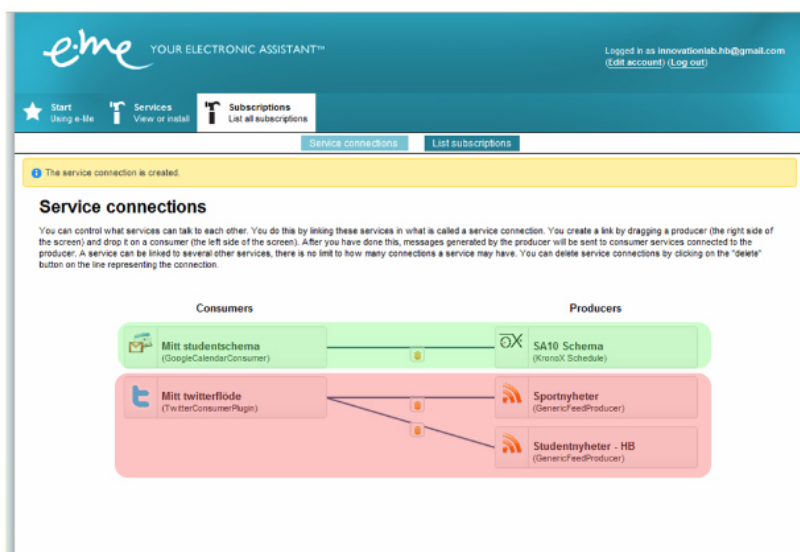 e·me YOUR ELECTRONIC ASSISTANT™
Logged in as innovationlab.hb@gmail.com
(Edit account) (Log out)
Start
Using e-Me
Services
View or install
Subscriptions
List all subscriptions
Service connections
List subscriptions
The service connection is created.
Service connections
You can control what services can talk to each other. You do this by linking these services in what is called a service connection. You create a link by dragging a producer (the right side of
the screen) and drop it on a consumer (the left side of the screen). After you have done this, messages generated by the producer will be sent to consumer services connected to the
producer. A service can be linked to several other services, there is no limit to how many connections a service may have. You can delete service connections by clicking on the "delete"
button on the line representing the connection.
Consumers
Producers
Mitt studentschema
(GoogleCalendarConsumer)
SA10 Schema
(KronoX Schedule)
Mitt twitterflöde
(TwitterConsumerPlugin)
Sportnyheter
(GenericFeedProducer)
Studentnyheter - HB
(GenericFeedProducer)